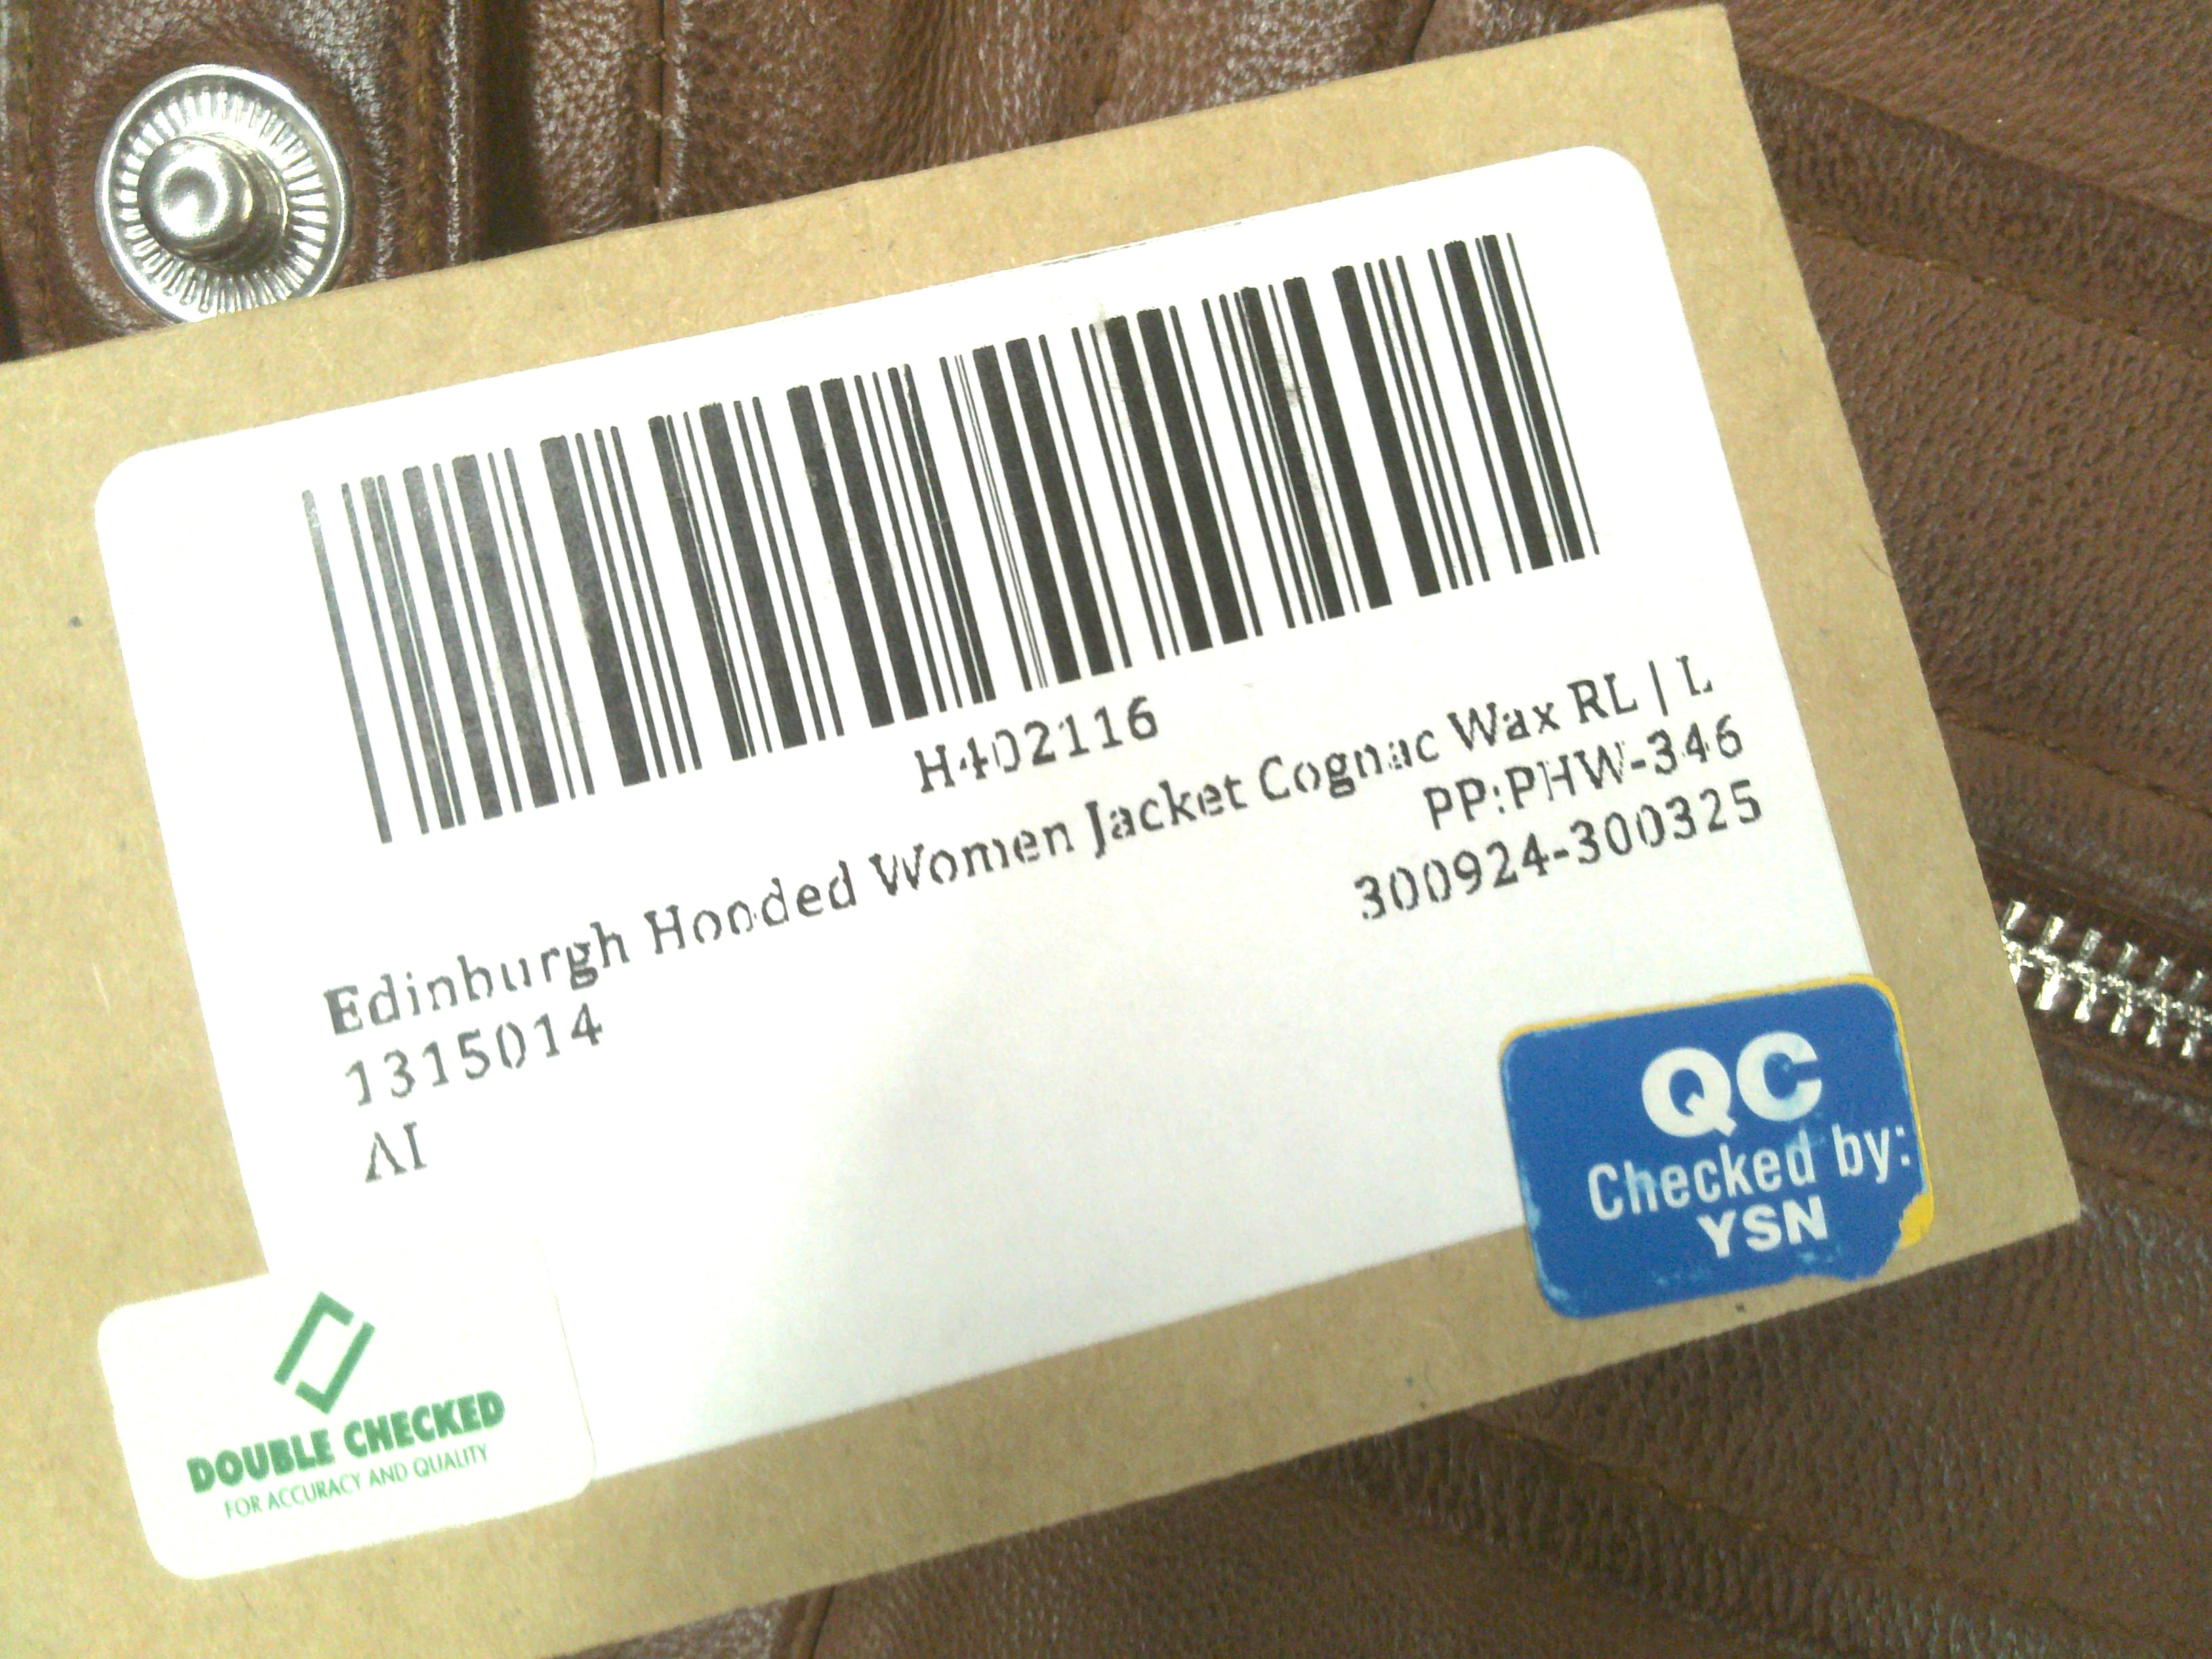 H402116
Edinburgh Hooded Women Jacket Cognac Wax RL | L
PP:PHW-346
1315014
300924-300325
AI
QC
Checked by:
YSN
DOUBLE CHECKED
FOR ACCURACY AND QUALITY